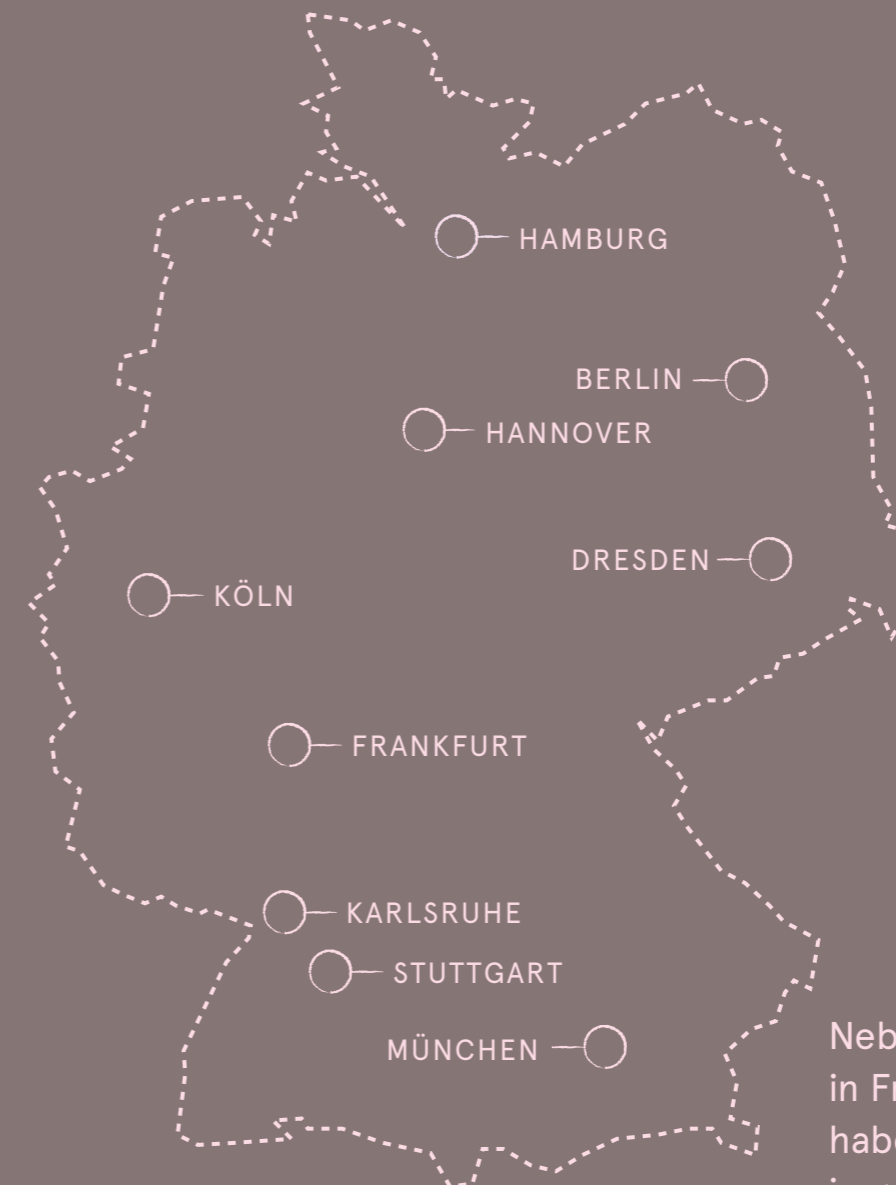 HAMBURG
BERLIN
HANNOVER
DRESDEN
KÖLN
FRANKFURT
KARLSRUHE
STUTTGART
MÜNCHEN
Neb
in Fr
habe